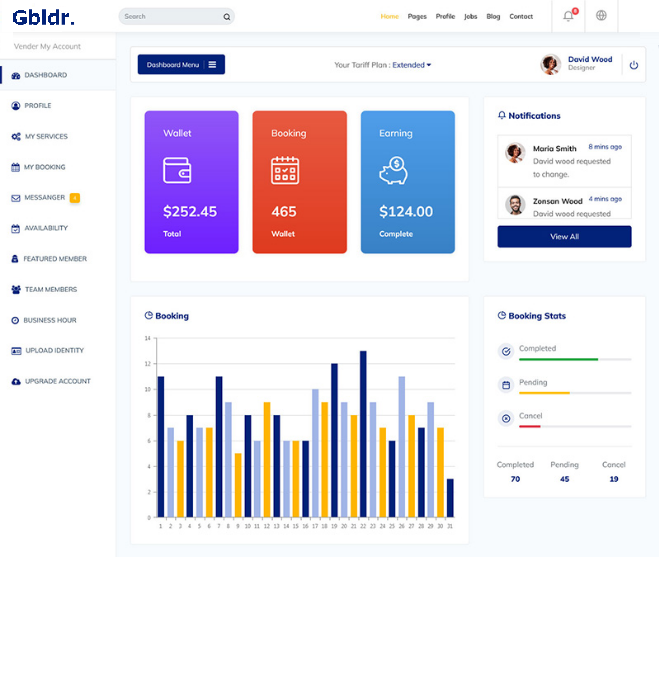 Gbldr.
Search
Home Pages Profile Jobs Blog Contact
6
Vender My Account
DASHBOARD
PROFILE
MY SERVICES
MY BOOKING
MESSANGER
AVAILABILITY
FEATURED MEMBER
TEAM MEMBERS
BUSINESS HOUR
UPLOAD IDENTITY
UPGRADE ACCOUNT
Dashboard Menu
Your Tariff Plan : Extended
David Wood
Designer
Wallet
$252.45
Total
Booking
465
Wallet
Earning
$
$124.00
Complete
Notifications
Maria Smith 8 mins ago
David wood requested
to change.
Zonsan Wood 4 mins ago
David wood requested
View All
Booking
14
12
10
8
6
4
2
0
1 2 3 4 5 6 7 8 9 10 11 12 13 14 15 16 17 18 19 20 21 22 23 24 25 26 27 28 29 30 31
Booking Stats
Completed
Pending
Cancel
Completed Pending Cancel
70 45 19